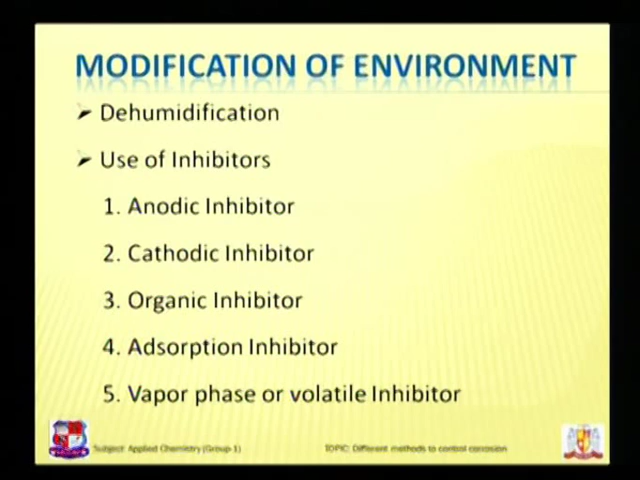 MODIFICATION OF ENVIRONMENT
➢ Dehumidification
➢ Use of Inhibitors
1. Anodic Inhibitor
2. Cathodic Inhibitor
3. Organic Inhibitor
4. Adsorption Inhibitor
5. Vapor phase or volatile Inhibitor
Subject: Applied Chemistry (Group-1)
TOPIC: Different methods to control corrosion